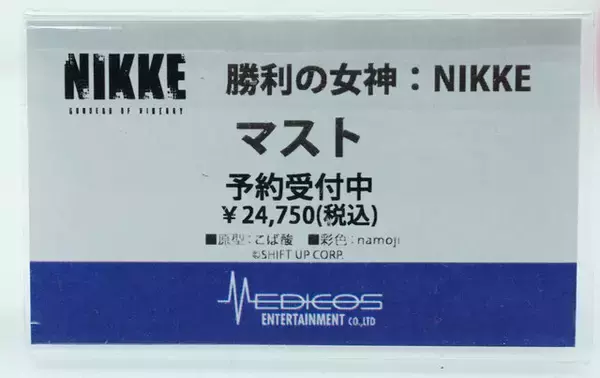 NIKKE
GODDESS OF VICTORY
勝利の女神：NIKKE
マスト
予約受付中
￥24,750(税込)
■原型：こば酸 ■彩色：namoji
©SHIFT UP CORP.
MEDICOS
ENTERTAINMENT CO.,LTD